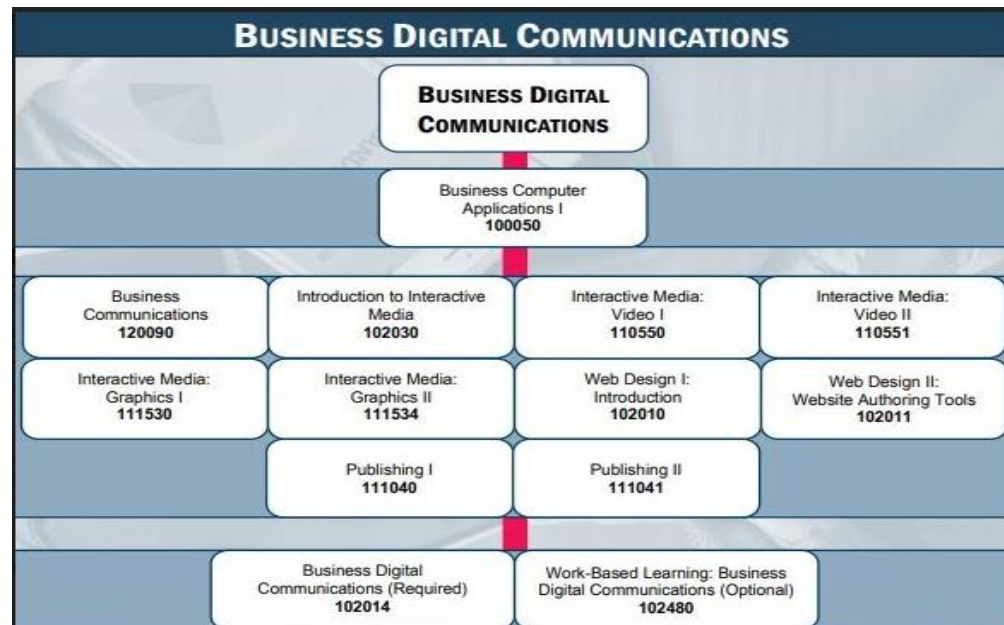 BUSINESS DIGITAL COMMUNICATIONS
BUSINESS DIGITAL
COMMUNICATIONS
Business Computer
Applications I
100050
Business
Communications
120090
Introduction to Interactive
Media
102030
Interactive Media:
Video I
110550
Interactive Media:
Video II
110551
Interactive Media:
Graphics I
111530
Interactive Media:
Graphics II
111534
Web Design I:
Introduction
102010
Web Design II:
Website Authoring Tools
102011
Publishing I
111040
Publishing II
111041
Business Digital
Communications (Required)
102014
Work-Based Learning: Business
Digital Communications (Optional)
102480